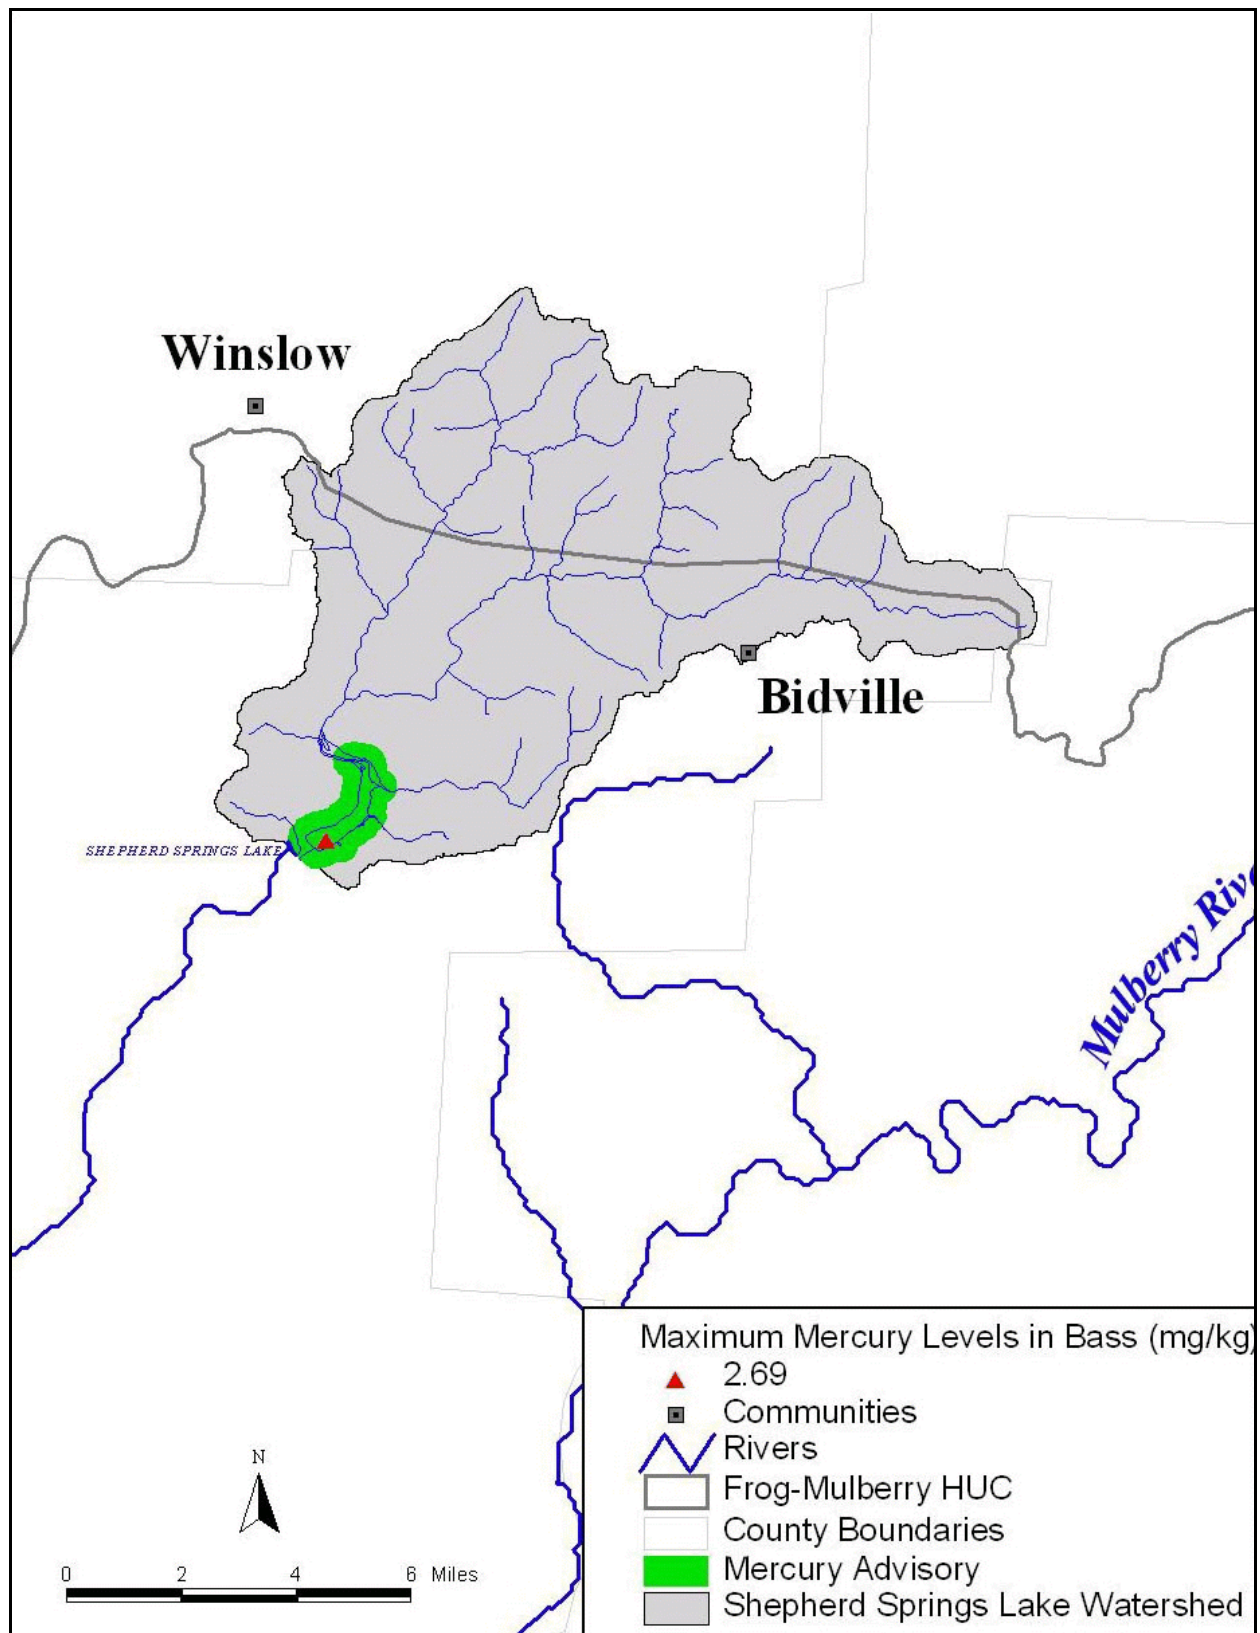 Winslow
Bidville
SHEPHERD SPRINGS LAKE
Mulberry Rive
Maximum Mercury Levels in Bass (mg/kg)
2.69
Communities
Rivers
Frog-Mulberry HUC
County Boundaries
Mercury Advisory
Shepherd Springs Lake Watershed
N
0 2 4 6 Miles